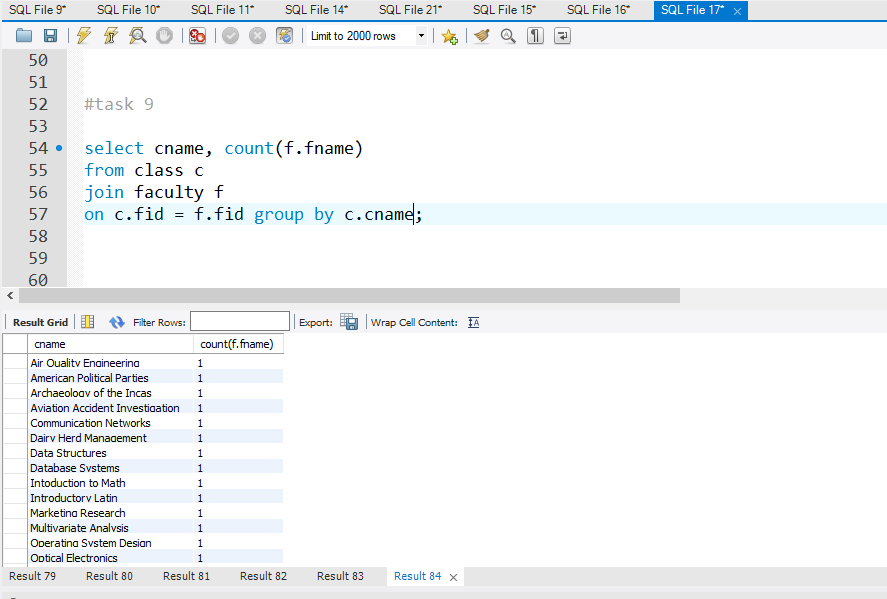 SQL File 9* SQL File 10* SQL File 11* SQL File 14* SQL File 21* SQL File 15* SQL File 16* SQL File 17*
Limit to 2000 rows
50
51
52 #task 9
53
54 select cname, count(f.fname)
55 from class c
56 join faculty f
57 on c.fid = f.fid group by c.cname;
58
59
60
Result Grid Filter Rows: Export: Wrap Cell Content:
cname count(f.fname)
Air Quality Engineering 1
American Political Parties 1
Archaeology of the Incas 1
Aviation Accident Investigation 1
Communication Networks 1
Dairy Herd Management 1
Data Structures 1
Database Systems 1
Intoduction to Math 1
Introductory Latin 1
Marketing Research 1
Multivariate Analysis 1
Operating System Design 1
Optical Electronics 1
Result 79 Result 80 Result 81 Result 82 Result 83 Result 84